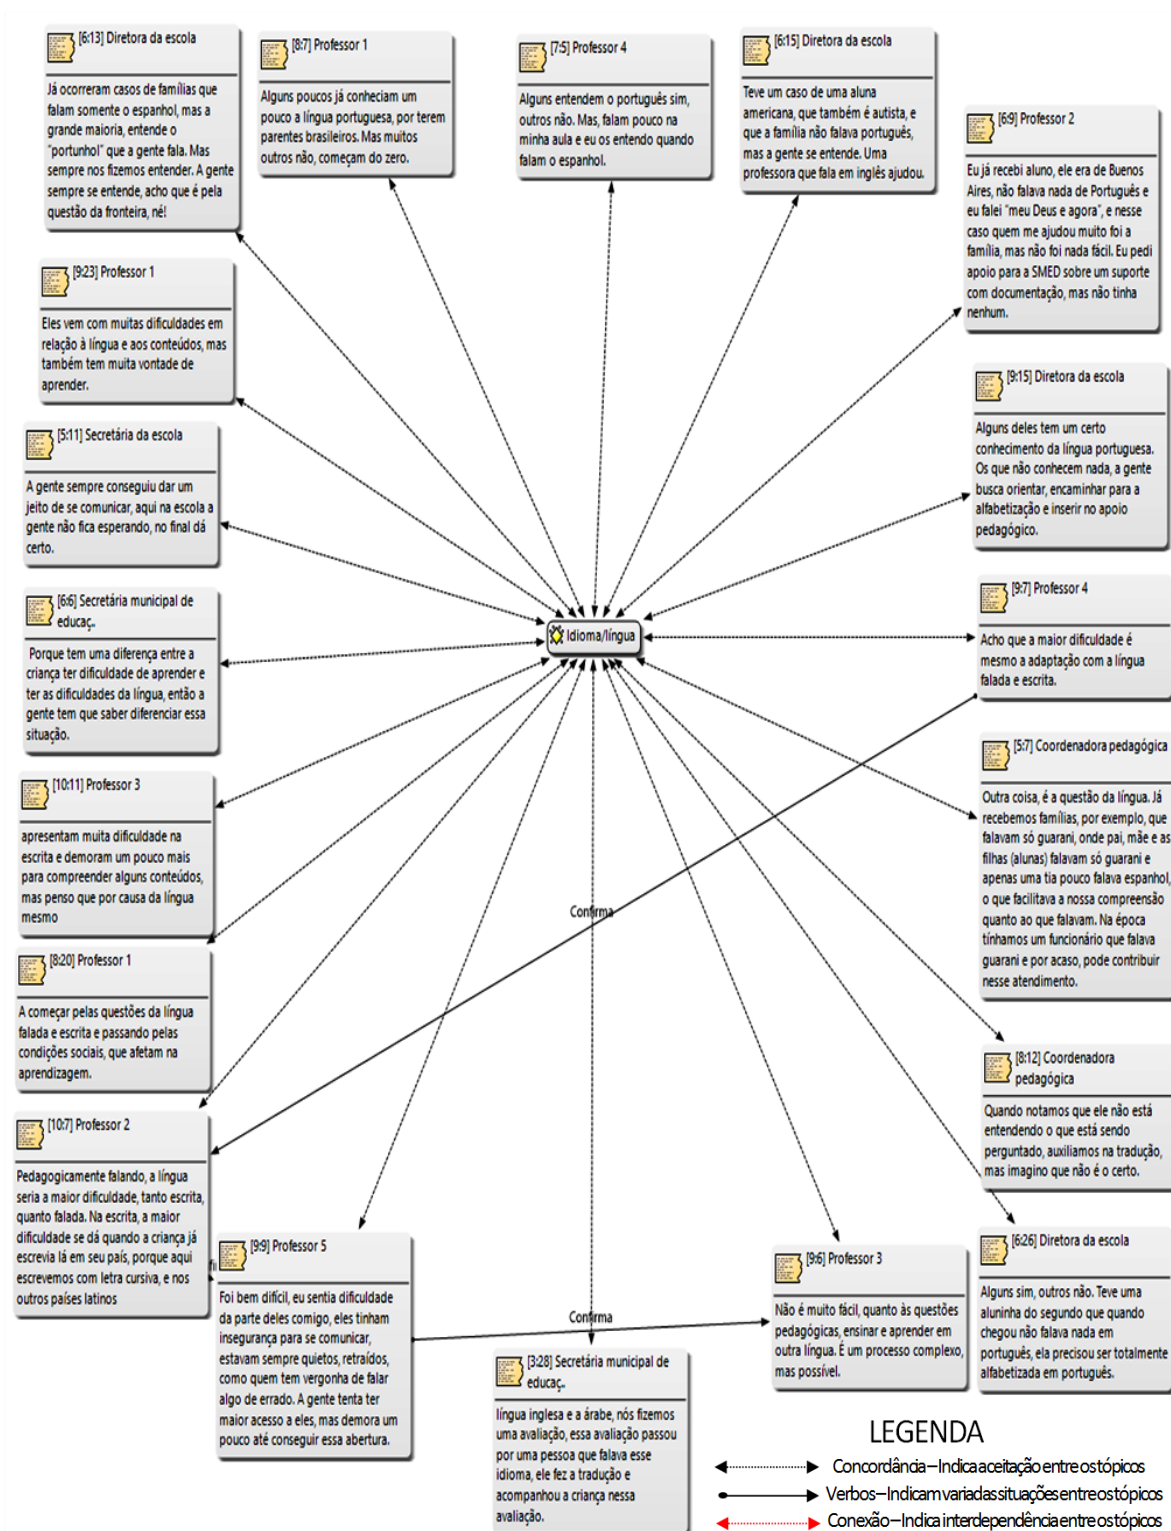 [6:13] Diretora da escola
Já ocorreram casos de famílias que
falam somente o espanhol, mas a
grande maioria, entende o
"portunhol" que a gente fala. Mas
sempre nos fizemos entender. A gente
sempre se entende, acho que é pela
questão da fronteira, né!
[8:7] Professor 1
Alguns poucos já conheciam um
pouco a língua portuguesa, por terem
parentes brasileiros. Mas muitos
outros não, começam do zero.
[7:5] Professor 4
Alguns entendem o português sim,
outros não. Mas, falam pouco na
minha aula e eu os entendo quando
falam o espanhol.
[6:15] Diretora da escola
Teve um caso de uma aluna
americana, que também é autista, e
que a família não falava português,
mas a gente se entende. Uma
professora que fala em inglês ajudou.
[6:9] Professor 2
Eu já recebi aluno, ele era de Buenos
Aires, não falava nada de Português e
eu falei "meu Deus e agora", e nesse
caso quem me ajudou muito foi a
família, mas não foi nada fácil. Eu pedi
apoio para a SMED sobre um suporte
com documentação, mas não tinha
nenhum.
[9:23] Professor 1
Eles vem com muitas dificuldades em
relação à língua e aos conteúdos, mas
também tem muita vontade de
aprender.
[9:15] Diretora da escola
Alguns deles tem um certo
conhecimento da língua portuguesa.
Os que não conhecem nada, a gente
busca orientar, encaminhar para a
alfabetização e inserir no apoio
pedagógico.
[5:11] Secretária da escola
A gente sempre conseguiu dar um
jeito de se comunicar, aqui na escola a
gente não fica esperando, no final dá
certo.
[6:6] Secretária municipal de
educaç..
Porque tem uma diferença entre a
criança ter dificuldade de aprender e
ter as dificuldades da língua, então a
gente tem que saber diferenciar essa
situação.
Idioma/língua
[9:7] Professor 4
Acho que a maior dificuldade é
mesmo a adaptação com a língua
falada e escrita.
[5:7] Coordenadora pedagógica
Outra coisa, é a questão da língua. Já
recebemos famílias, por exemplo, que
falavam só guarani, onde pai, mãe e as
filhas (alunas) falavam só guarani e
apenas uma tia pouco falava espanhol,
o que facilitava a nossa compreensão
quanto ao que falavam. Na época
tínhamos um funcionário que falava
guarani e por acaso, pode contribuir
nesse atendimento.
[10:11] Professor 3
apresentam muita dificuldade na
escrita e demoram um pouco mais
para compreender alguns conteúdos,
mas penso que por causa da língua
mesmo
Confirma
[8:20] Professor 1
A começar pelas questões da língua
falada e escrita e passando pelas
condições sociais, que afetam na
aprendizagem.
[8:12] Coordenadora
pedagógica
Quando notamos que ele não está
entendendo o que está sendo
perguntado, auxiliamos na tradução,
mas imagino que não é o certo.
[10:7] Professor 2
Pedagogicamente falando, a língua
seria a maior dificuldade, tanto escrita,
quanto falada. Na escrita, a maior
dificuldade se dá quando a criança já
escrevia lá em seu país, porque aqui
escrevemos com letra cursiva, e nos
outros países latinos
[9:9] Professor 5
Foi bem difícil, eu sentia dificuldade
da parte deles comigo, eles tinham
insegurança para se comunicar,
estavam sempre quietos, retraídos,
como quem tem vergonha de falar
algo de errado. A gente tenta ter
maior acesso a eles, mas demora um
pouco até conseguir essa abertura.
Confirma
[9:6] Professor 3
Não é muito fácil, quanto às questões
pedagógicas, ensinar e aprender em
outra língua. É um processo complexo,
mas possível.
[6:26] Diretora da escola
Alguns sim, outros não. Teve uma
aluninha do segundo que quando
chegou não falava nada em
português, ela precisou ser totalmente
alfabetizada em português.
[3:28] Secretária municipal de
educaç..
língua inglesa e a árabe, nós fizemos
uma avaliação, essa avaliação passou
por uma pessoa que falava esse
idioma, ele fez a tradução e
acompanhou a criança nessa
avaliação.
LEGENDA
Concordância – Indica aceitação entre os tópicos
Verbos – Indicam variadas situações entre os tópicos
Conexão – Indica interdependência entre os tópicos